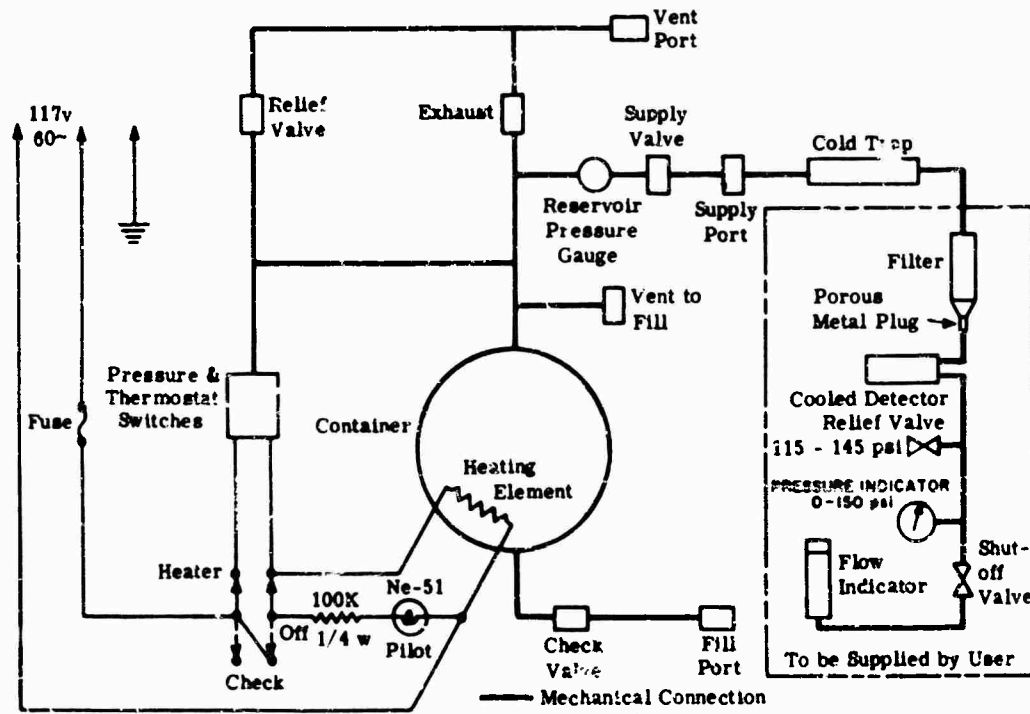 Vent
Port
117v
60~
Relief
Valve
Exhaust
Supply
Valve
Cold Trap
Reservoir
Pressure
Gauge
Supply
Port
Filter
Porous
Metal Plug
Vent to
Fill
Pressure &
Thermostat
Switches
Fuse
Container
Heating
Element
Cooled Detector
Relief Valve
115 - 145 psi
PRESSURE INDICATOR
0-150 psi
Heater
Ne-51
100K
Off
1/4 w
Pilot
Check
Flow
Indicator
Shut-
off
Valve
Check
Valve
Fill
Port
To be Supplied by User
Mechanical Connection